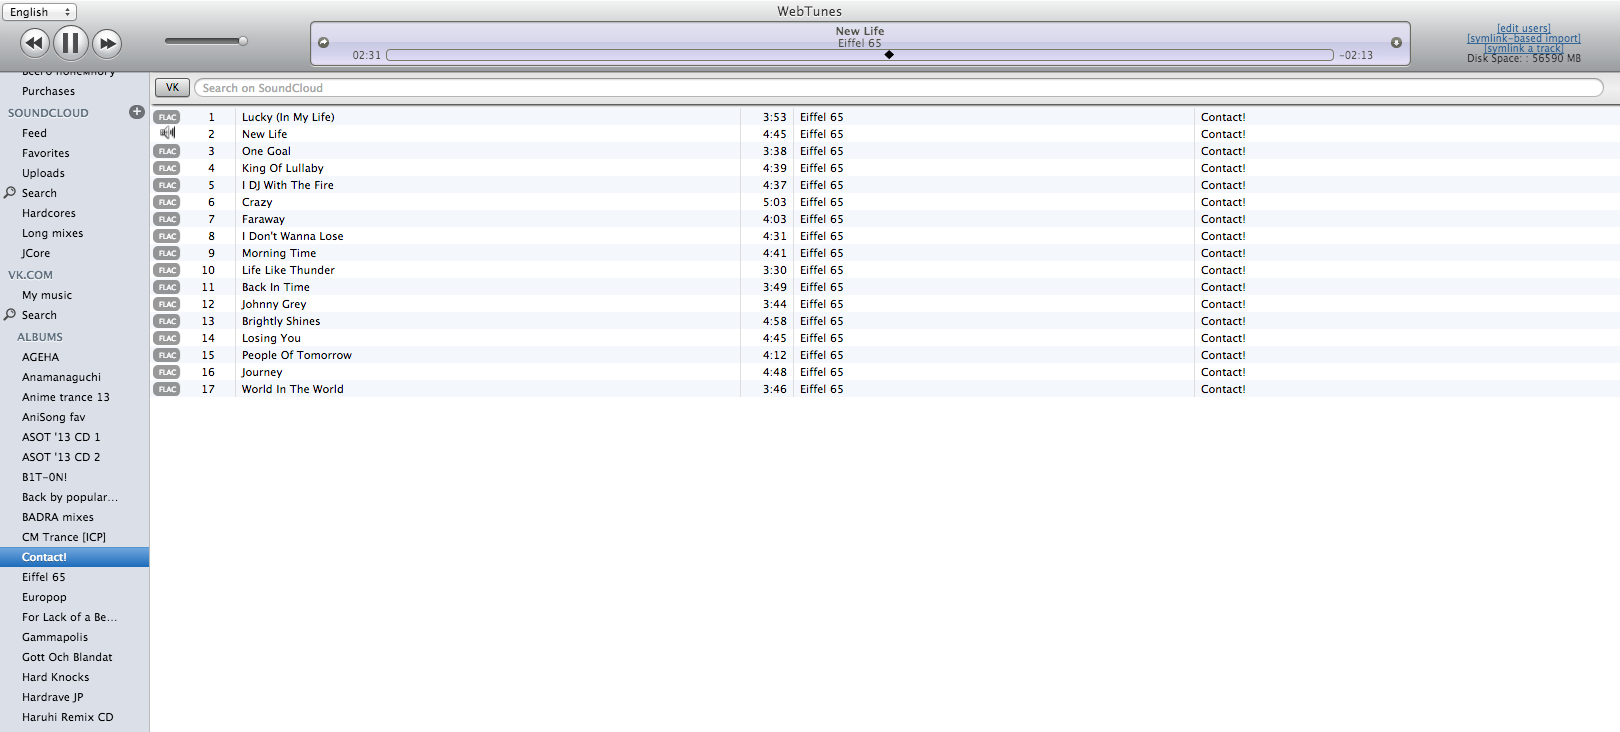 English
WebTunes
New Life
Eiffel 65
02:31
-02:13
[edit users]
[symlink-based import]
[symlink a track]
Disk Space: : 56590 MB
Всего понемногу
Purchases
SOUNDCLOUD
Feed
Favorites
Uploads
Search
Hardcores
Long mixes
JCore
VK.COM
My music
Search
ALBUMS
AGEHA
Anamanaguchi
Anime trance 13
AniSong fav
ASOT '13 CD 1
ASOT '13 CD 2
B1T-0N!
Back by popular...
BADRA mixes
CM Trance [ICP]
Contact!
Eiffel 65
Europop
For Lack of a Be...
Gammapolis
Gott Och Blandat
Hard Knocks
Hardrave JP
Haruhi Remix CD
VK Search on SoundCloud
FLAC 1 Lucky (In My Life) 3:53 Eiffel 65 Contact!
2 New Life 4:45 Eiffel 65 Contact!
FLAC 3 One Goal 3:38 Eiffel 65 Contact!
FLAC 4 King Of Lullaby 4:39 Eiffel 65 Contact!
FLAC 5 I DJ With The Fire 4:37 Eiffel 65 Contact!
FLAC 6 Crazy 5:03 Eiffel 65 Contact!
FLAC 7 Faraway 4:03 Eiffel 65 Contact!
FLAC 8 I Don't Wanna Lose 4:31 Eiffel 65 Contact!
FLAC 9 Morning Time 4:41 Eiffel 65 Contact!
FLAC 10 Life Like Thunder 3:30 Eiffel 65 Contact!
FLAC 11 Back In Time 3:49 Eiffel 65 Contact!
FLAC 12 Johnny Grey 3:44 Eiffel 65 Contact!
FLAC 13 Brightly Shines 4:58 Eiffel 65 Contact!
FLAC 14 Losing You 4:45 Eiffel 65 Contact!
FLAC 15 People Of Tomorrow 4:12 Eiffel 65 Contact!
FLAC 16 Journey 4:48 Eiffel 65 Contact!
FLAC 17 World In The World 3:46 Eiffel 65 Contact!